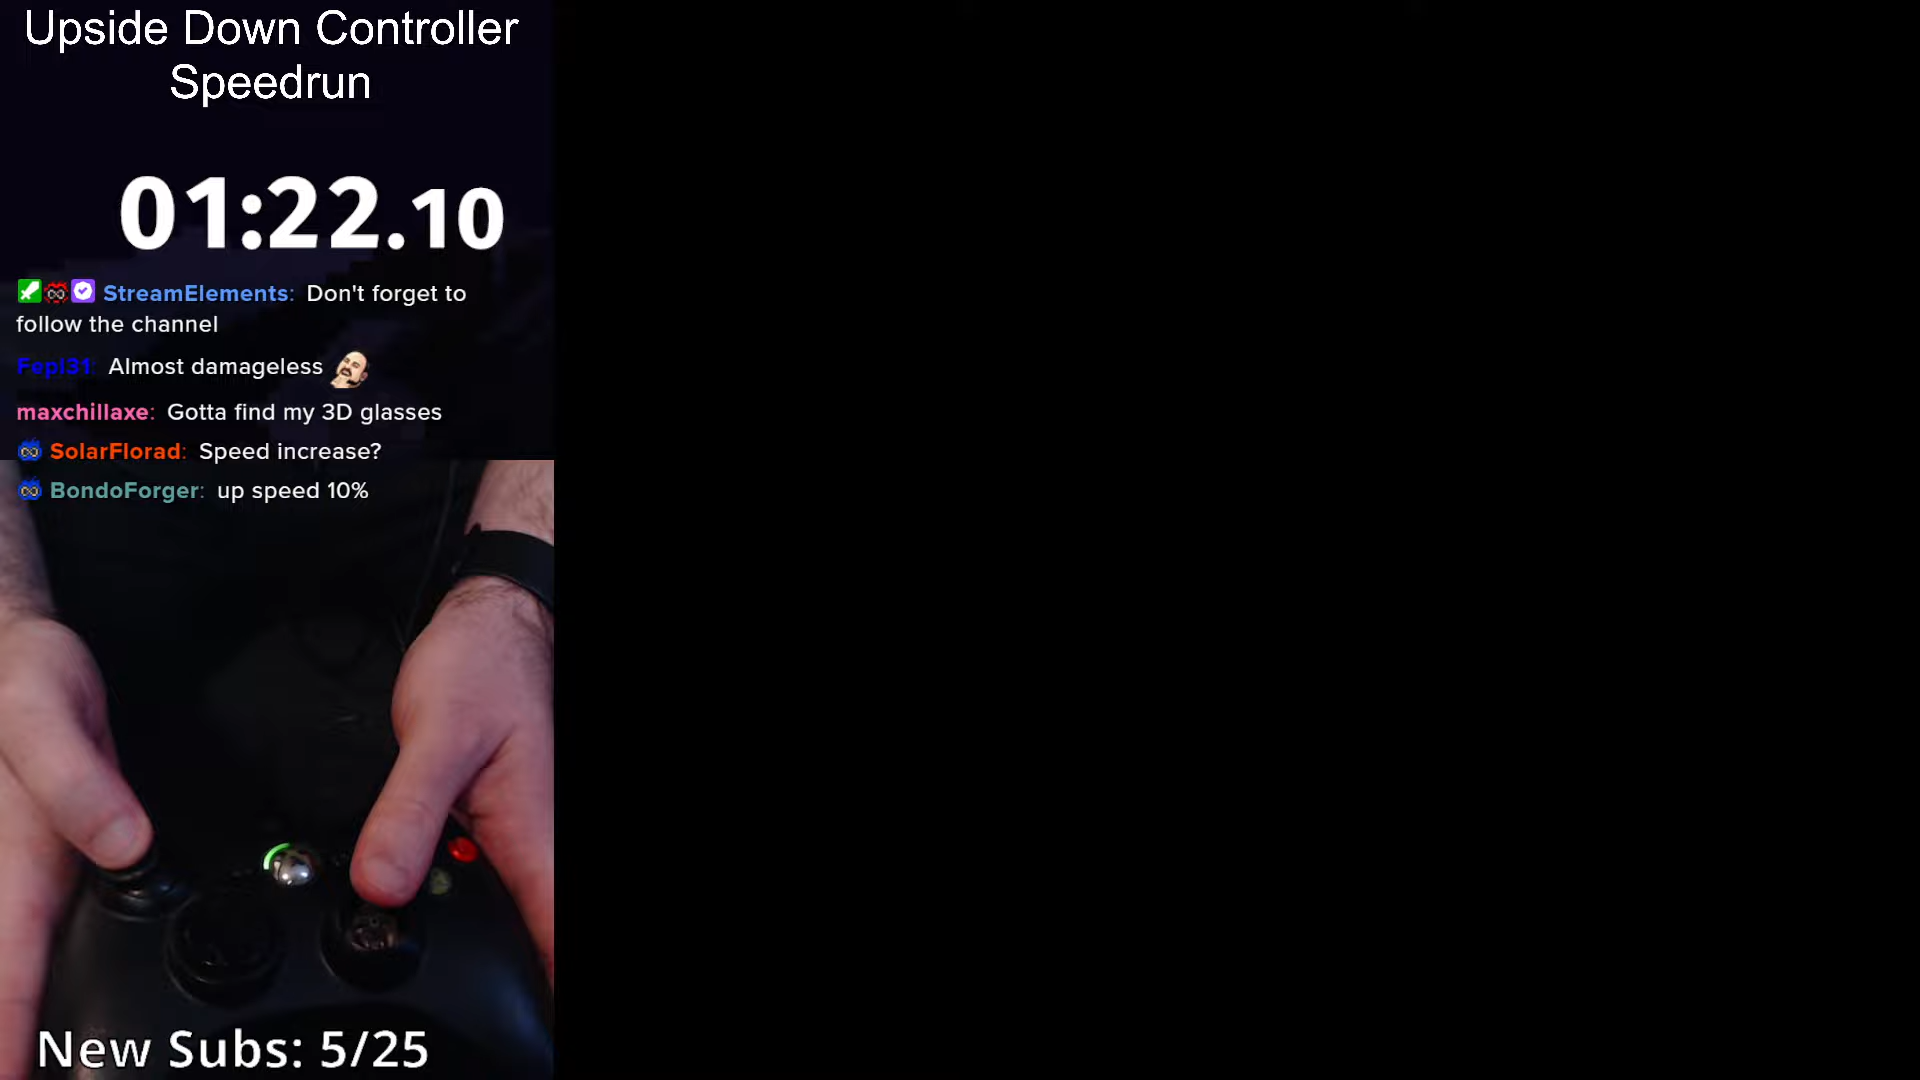 Upside Down Controller
Speedrun
01:22.10
StreamElements: Don't forget to
follow the channel
Fepl31: Almost damageless
maxchillaxe: Gotta find my 3D glasses
SolarFlorad: Speed increase?
BondoForger: up speed 10%
New Subs: 5/25